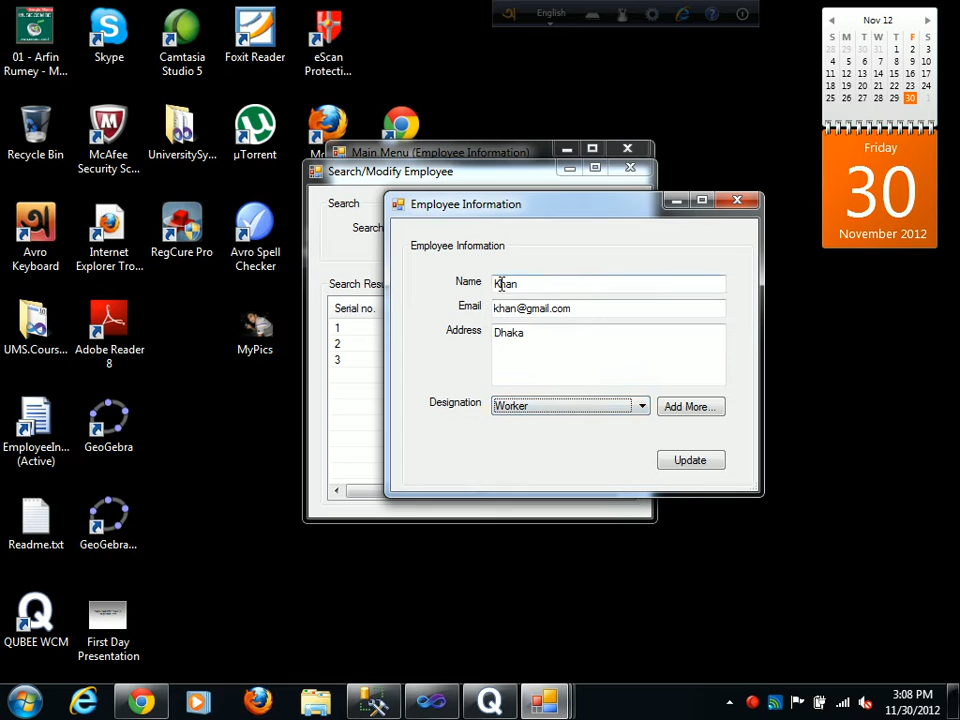 অ English
Nov 12
S M T W T F S
28 29 30 31 1 2 3
4 5 6 7 8 9 10
11 12 13 14 15 16 17
18 19 20 21 22 23 24
25 26 27 28 29 30 1
Friday
30
November 2012
01 - Arfin
Rumey - M...
Skype
Camtasia
Studio 5
Foxit Reader
eScan
Protecti...
Recycle Bin
McAfee
Security Sc...
UniversitySy...
µTorrent
Avro
Keyboard
Internet
Explorer Tro...
RegCure Pro
Avro Spell
Checker
UMS.Cours...
Adobe Reader
8
MyPics
EmployeeIn...
(Active)
GeoGebra
Readme.txt
GeoGebra...
QUBEE WCM
First Day
Presentation
Main Menu (Employee Information)
Search/Modify Employee
Search
Search
Search Resu
Serial no.
1
2
3
Employee Information
Employee Information
Name Khan
Email khan@gmail.com
Address Dhaka
Designation Worker Add More...
Update
3:08 PM
11/30/2012